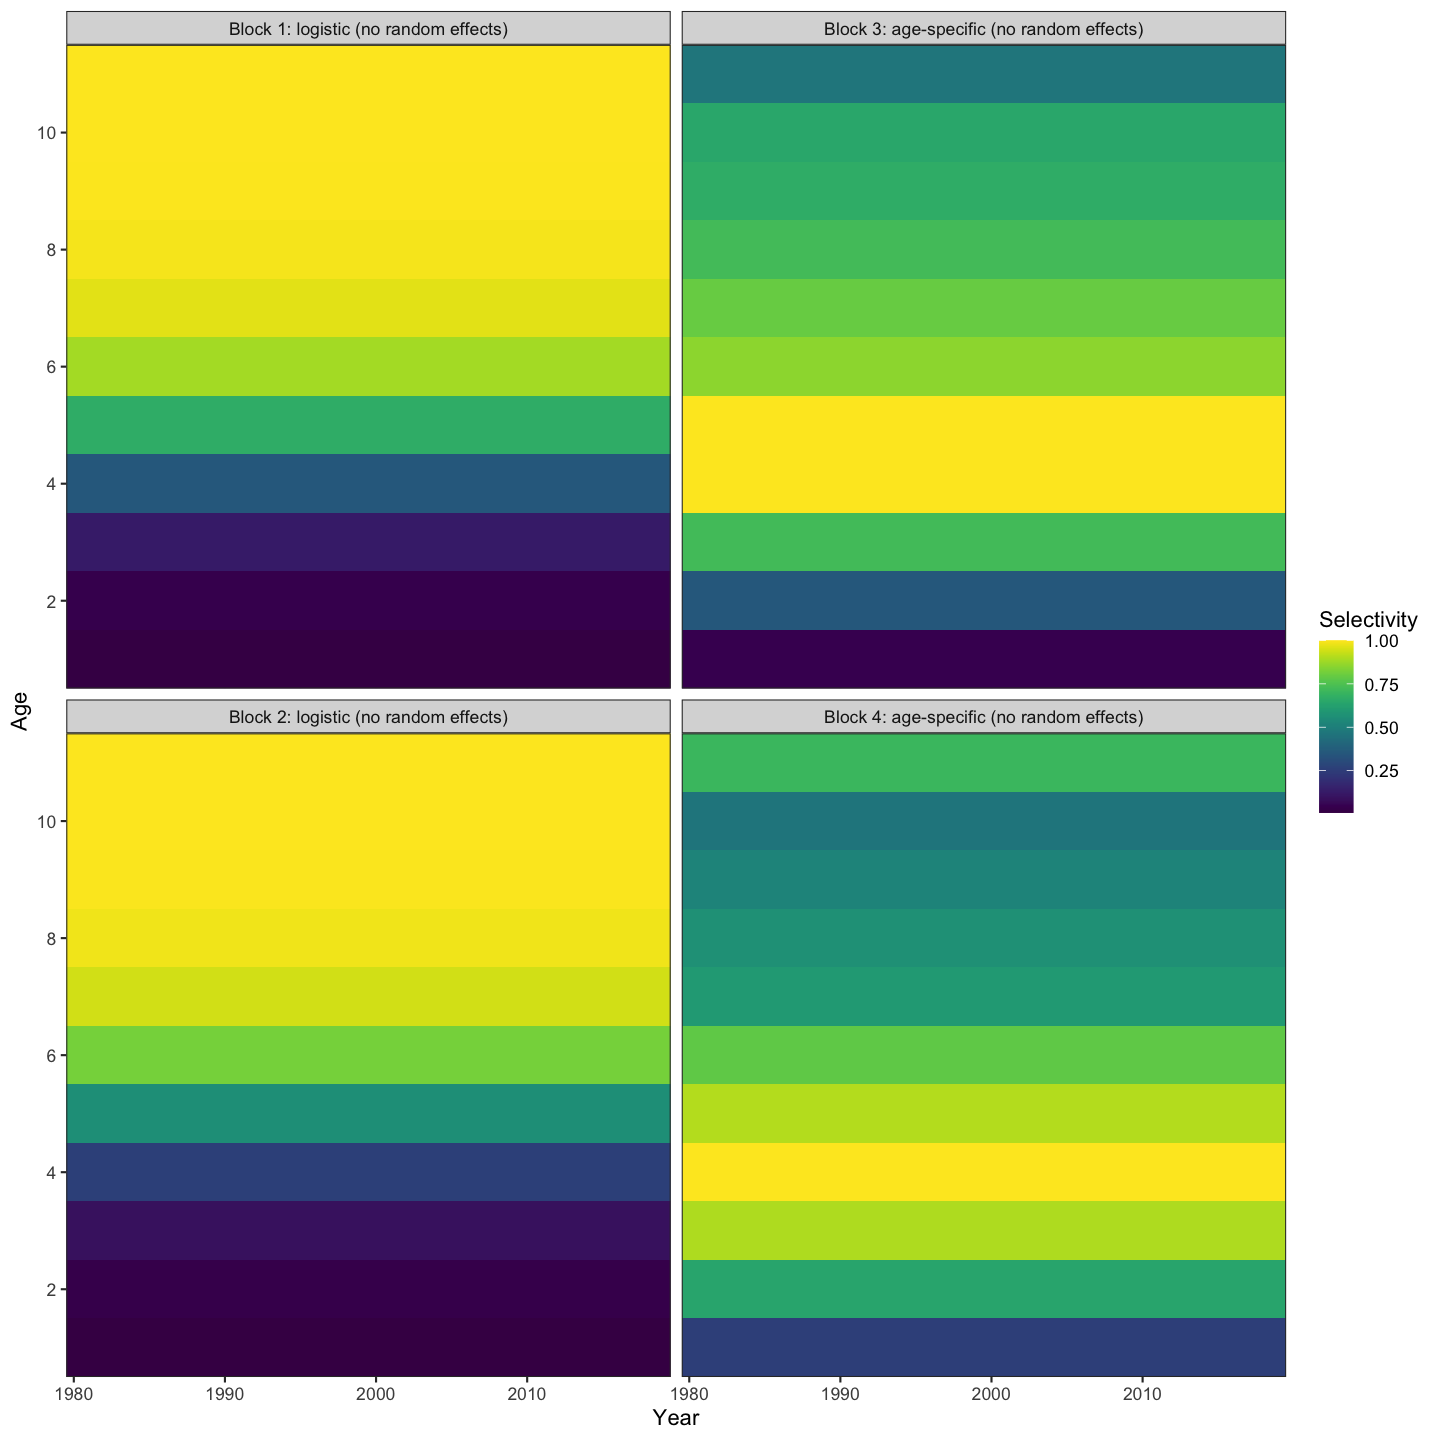 Block 1: logistic (no random effects)
Block 3: age-specific (no random effects)
10
8
6
4
2
Selectivity
1.00
0.75
0.50
0.25
Age
Block 2: logistic (no random effects)
Block 4: age-specific (no random effects)
10
8
6
4
2
1980 1990 2000 2010
1980 1990 2000 2010
Year